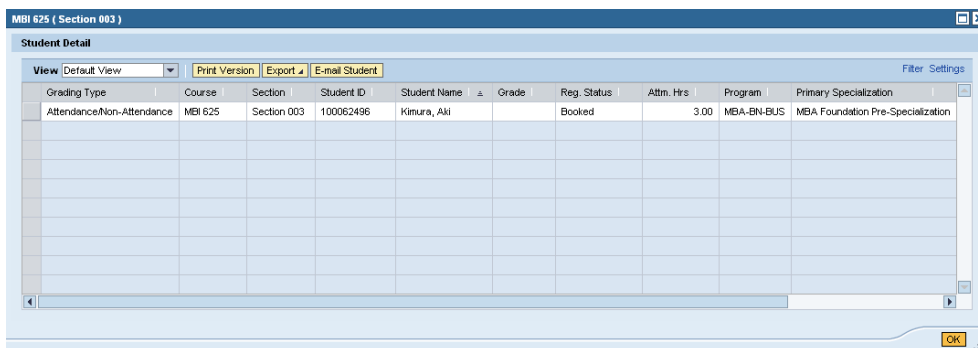 MBI 625 ( Section 003 )
Student Detail
View Default View Print Version Export E-mail Student Filter Settings
Grading Type Course Section Student ID Student Name Grade Reg. Status Attm. Hrs Program Primary Specialization
Attendance/Non-Attendance MBI 625 Section 003 100062496 Kimura, Aki Booked 3.00 MBA-BN-BUS MBA Foundation Pre-Specialization
OK